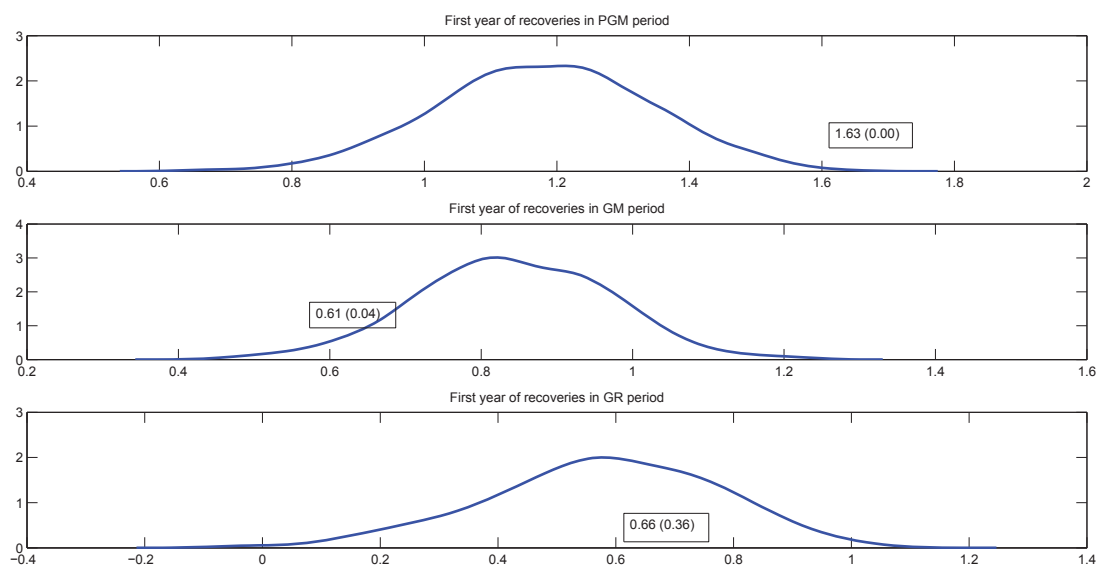 First year of recoveries in PGM period
3
2
1
0
1.63 (0.00)
0.4 0.6 0.8 1 1.2 1.4 1.6 1.8 2
First year of recoveries in GM period
4
3
2
1
0
0.61 (0.04)
0.2 0.4 0.6 0.8 1 1.2 1.4 1.6
First year of recoveries in GR period
3
2
1
0
0.66 (0.36)
−0.4 −0.2 0 0.2 0.4 0.6 0.8 1 1.2 1.4